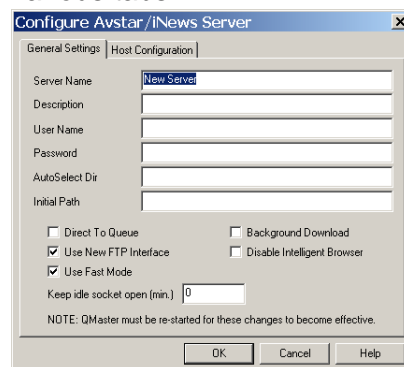 Configure Avstar/iNews Server
General Settings Host Configuration
Server Name New Server
Description
User Name
Password
AutoSelect Dir
Initial Path
Direct To Queue Background Download
Use New FTP Interface Disable Intelligent Browser
Use Fast Mode
Keep idle socket open (min.) 0
NOTE: QMaster must be re-started for these changes to become effective.
OK Cancel Help